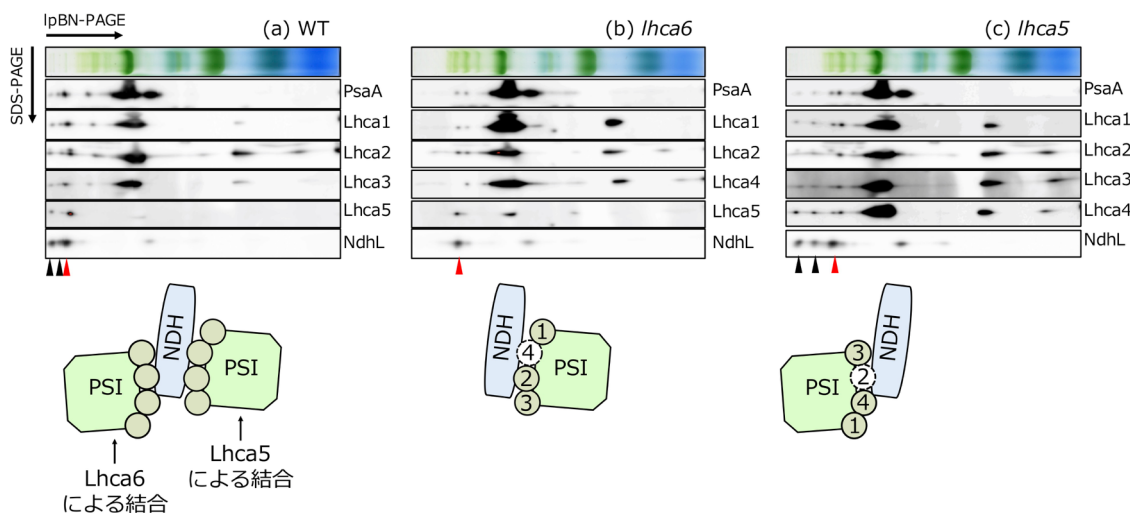 lpBN-PAGE
SDS-PAGE
(a) WT
PsaA
Lhca1
Lhca2
Lhca3
Lhca5
NdhL
(b) lhca6
PsaA
Lhca1
Lhca2
Lhca4
Lhca5
NdhL
(c) lhca5
PsaA
Lhca1
Lhca2
Lhca3
Lhca4
NdhL
PSI
NDH
PSI
Lhca6
による結合
Lhca5
による結合
NDH
1
4
2
3
PSI
PSI
3
2
4
1
NDH